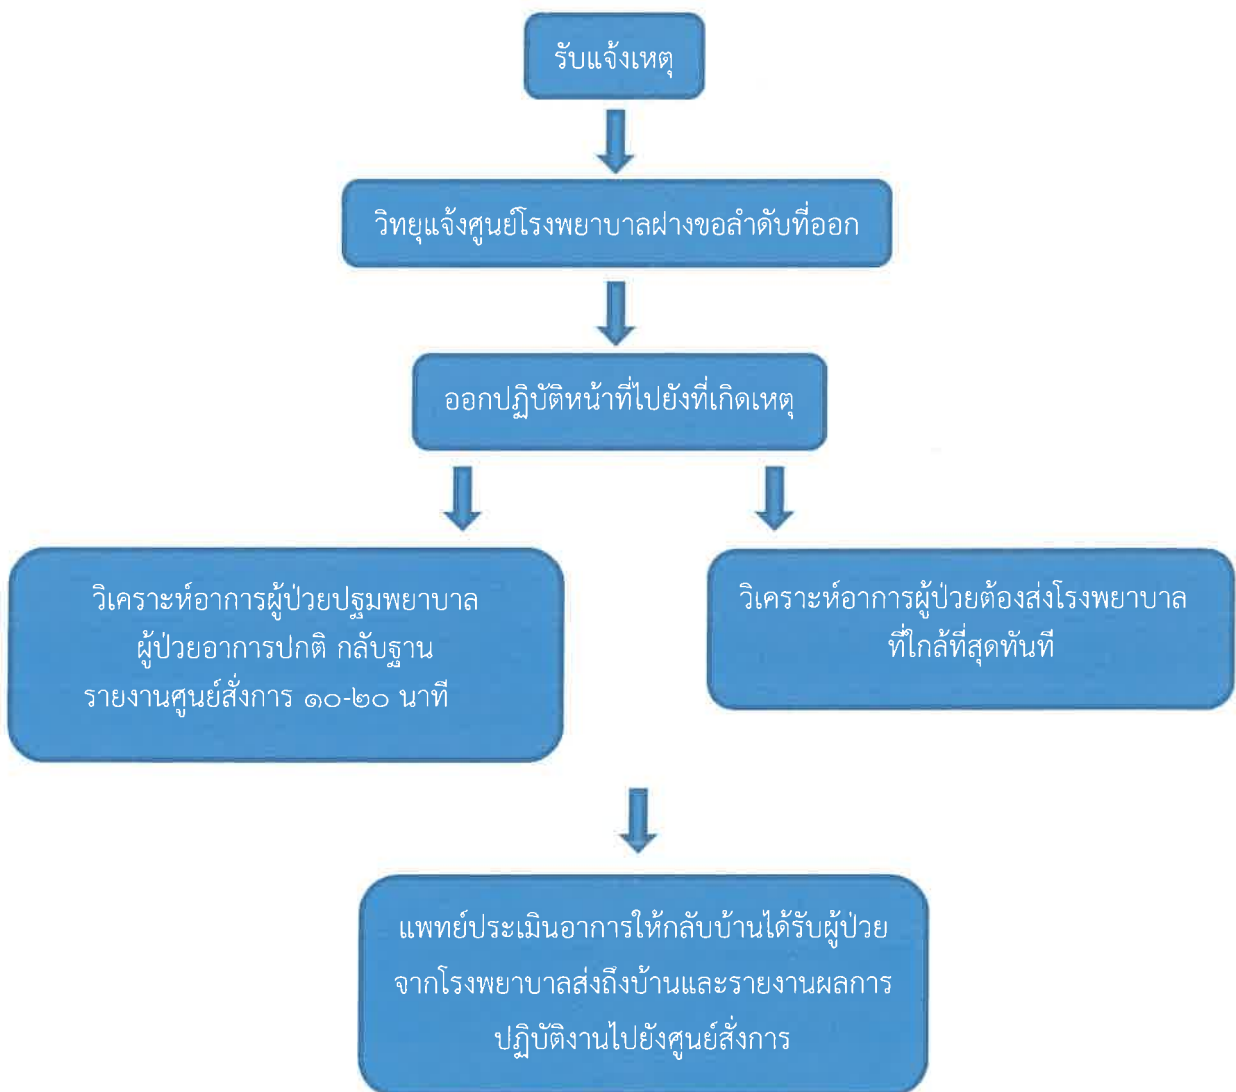 รับแจ้งเหตุ
วิทยุแจ้งศูนย์โรงพยาบาลฝางขอลำดับที่ออก
ออกปฏิบัติหน้าที่ไปยังที่เกิดเหตุ
วิเคราะห์อาการผู้ป่วยปฐมพยาบาล
ผู้ป่วยอาการปกติ กลับฐาน
รายงานศูนย์สั่งการ ๑๐-๒๐ นาที
วิเคราะห์อาการผู้ป่วยต้องส่งโรงพยาบาล
ที่ใกล้ที่สุดทันที
แพทย์ประเมินอาการให้กลับบ้านได้รับผู้ป่วย
จากโรงพยาบาลส่งถึงบ้านและรายงานผลการ
ปฏิบัติงานไปยังศูนย์สั่งการ